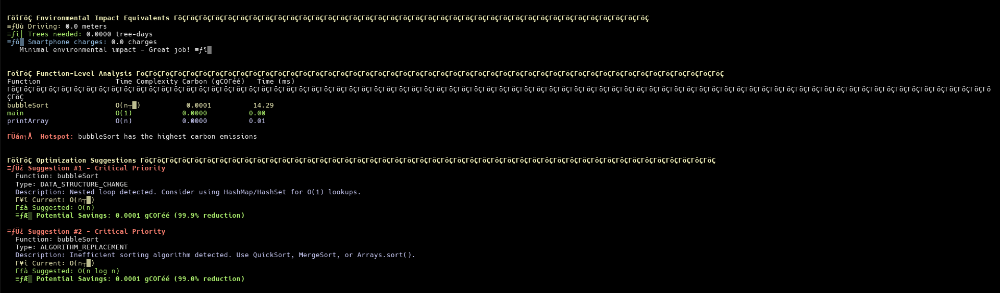 ΓöîΓöÇ Environmental Impact Equivalents ΓöÇΓöÇΓöÇΓöÇΓöÇΓöÇΓöÇΓöÇΓöÇΓöÇΓöÇΓöÇΓöÇΓöÇΓöÇΓöÇΓöÇΓöÇΓöÇΓöÇΓöÇΓöÇΓöÇΓöÇΓöÇΓöÇΓöÇΓöÇΓöÇΓöÇΓöÇΓöÇΓöÇΓöÇΓöÇΓöÇΓöÇΓöÇ
≡ƒÜù Driving: 0.0 meters
≡ƒî│ Trees needed: 0.0000 tree-days
≡ƒô▒ Smartphone charges: 0.0 charges
Minimal environmental impact - Great job! ≡ƒî▒
ΓöîΓöÇ Function-Level Analysis ΓöÇΓöÇΓöÇΓöÇΓöÇΓöÇΓöÇΓöÇΓöÇΓöÇΓöÇΓöÇΓöÇΓöÇΓöÇΓöÇΓöÇΓöÇΓöÇΓöÇΓöÇΓöÇΓöÇΓöÇΓöÇΓöÇΓöÇΓöÇΓöÇΓöÇΓöÇΓöÇΓöÇΓöÇΓöÇΓöÇΓöÇΓöÇΓöÇΓöÇΓöÇΓöÇΓöÇΓöÇΓöÇΓöÇΓöÇ
Function Time Complexity Carbon (gCOΓéé) Time (ms)
ΓöÇΓöÇΓöÇΓöÇΓöÇΓöÇΓöÇΓöÇΓöÇΓöÇΓöÇΓöÇΓöÇΓöÇΓöÇΓöÇΓöÇΓöÇΓöÇΓöÇΓöÇΓöÇΓöÇΓöÇΓöÇΓöÇΓöÇΓöÇΓöÇΓöÇΓöÇΓöÇΓöÇΓöÇΓöÇΓöÇΓöÇΓöÇΓöÇΓöÇΓöÇΓöÇΓöÇΓöÇΓöÇΓöÇΓöÇΓöÇΓöÇΓöÇΓöÇΓöÇΓöÇΓöÇΓöÇΓöÇΓöÇΓöÇΓöÇΓöÇΓöÇΓöÇΓöÇΓöÇΓöÇΓöÇΓöÇΓöÇΓöÇΓöÇΓöÇΓöÇΓöÇΓöÇΓöÇΓöÇΓöÇΓöÇΓö
ÇΓöÇ
bubbleSort O(n┬▓) 0.0001 14.29
main O(1) 0.0000 0.00
printArray O(n) 0.0000 0.01
ΓÜá∩╕Å Hotspot: bubbleSort has the highest carbon emissions
ΓöîΓöÇ Optimization Suggestions ΓöÇΓöÇΓöÇΓöÇΓöÇΓöÇΓöÇΓöÇΓöÇΓöÇΓöÇΓöÇΓöÇΓöÇΓöÇΓöÇΓöÇΓöÇΓöÇΓöÇΓöÇΓöÇΓöÇΓöÇΓöÇΓöÇΓöÇΓöÇΓöÇΓöÇΓöÇΓöÇΓöÇΓöÇΓöÇΓöÇΓöÇΓöÇΓöÇΓöÇΓöÇΓöÇΓöÇΓöÇΓöÇΓöÇ
≡ƒÜ¿ Suggestion #1 - Critical Priority
Function: bubbleSort
Type: DATA_STRUCTURE_CHANGE
Description: Nested loop detected. Consider using HashMap/HashSet for O(1) lookups.
Γ¥î Current: O(n┬▓)
Γ£à Suggested: O(n)
≡ƒÆ░ Potential Savings: 0.0001 gCOΓéé (99.9% reduction)
≡ƒÜ¿ Suggestion #2 - Critical Priority
Function: bubbleSort
Type: ALGORITHM_REPLACEMENT
Description: Inefficient sorting algorithm detected. Use QuickSort, MergeSort, or Arrays.sort().
Γ¥î Current: O(n┬▓)
Γ£à Suggested: O(n log n)
≡ƒÆ░ Potential Savings: 0.0001 gCOΓéé (99.0% reduction)